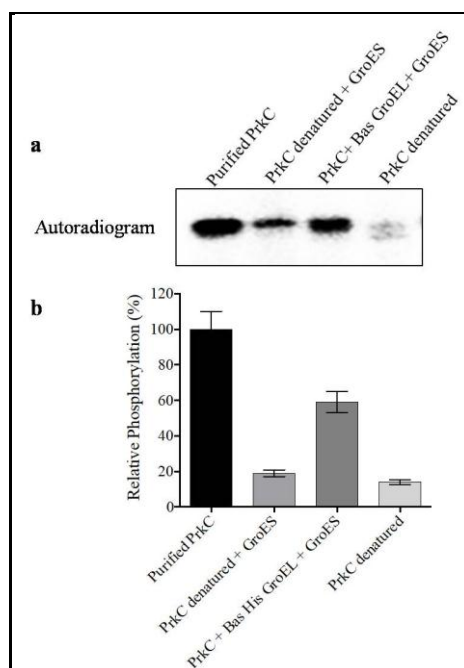 a
Purified PrkC
PrkC denatured + GroES
PrkC+ Bas GroEL+ GroES
PrkC denatured
Autoradiogram
b
Relative Phosphorylation (%)
120
100
80
60
40
20
0
Purified PrkC
PrkC denatured + GroES
PrkC + Bas His GroEL + GroES
PrkC denatured